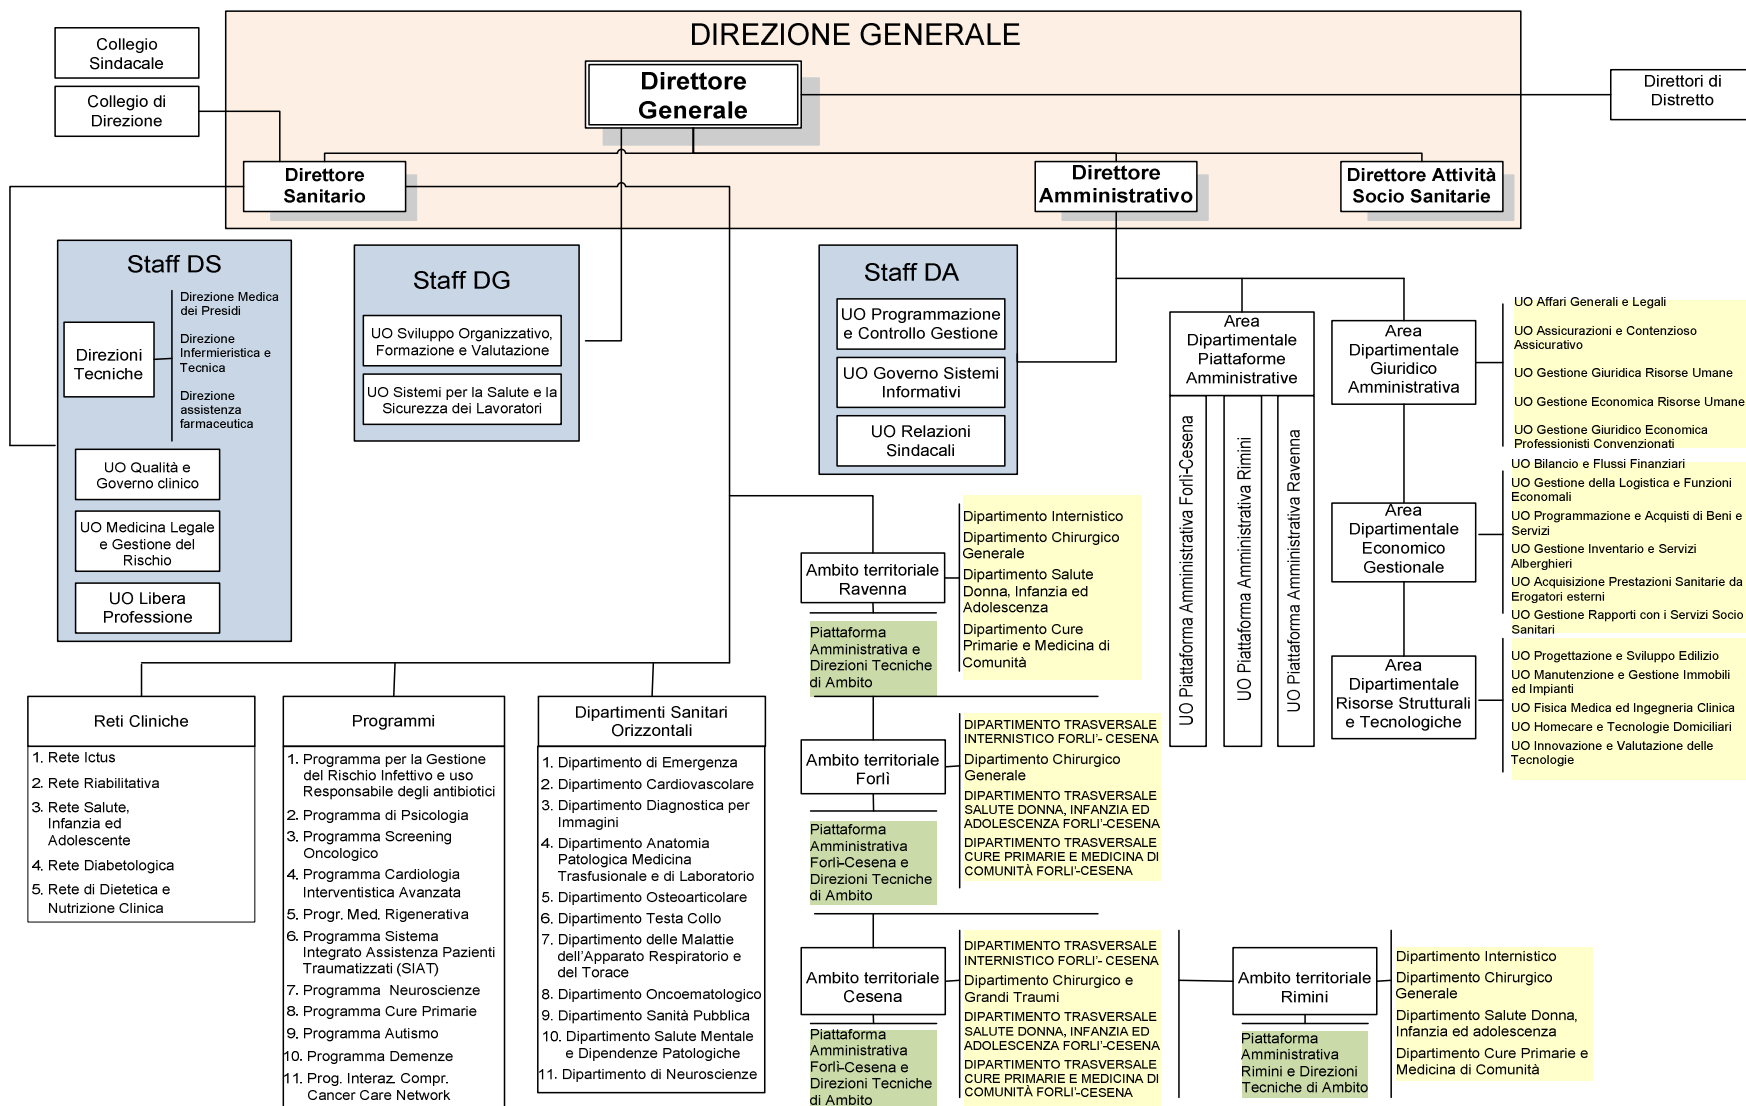 DIREZIONE GENERALE
Collegio
Sindacale
Collegio di
Direzione
Direttore
Generale
Direttori di
Distretto
Direttore
Sanitario
Direttore
Amministrativo
Direttore Attività
Socio Sanitarie
Staff DS
Direzioni
Tecniche
Direzione Medica
dei Presidi
Direzione
Infermieristica e
Tecnica
Direzione
assistenza
farmaceutica
UO Qualità e
Governo clinico
UO Medicina Legale
e Gestione del
Rischio
UO Libera
Professione
Staff DG
UO Sviluppo Organizzativo,
Formazione e Valutazione
UO Sistemi per la Salute e la
Sicurezza dei Lavoratori
Staff DA
UO Programmazione
e Controllo Gestione
UO Governo Sistemi
Informativi
UO Relazioni
Sindacali
Area
Dipartimentale
Piattaforme
Amministrative
UO Piattaforma Amministrativa Forlì-Cesena
UO Piattaforma Amministrativa Rimini
UO Piattaforma Amministrativa Ravenna
Area
Dipartimentale
Giuridico
Amministrativa
UO Affari Generali e Legali
UO Assicurazioni e Contenzioso
Assicurativo
UO Gestione Giuridica Risorse Umane
UO Gestione Economica Risorse Umane
UO Gestione Giuridico Economica
Professionisti Convenzionati
Area
Dipartimentale
Economico
Gestionale
UO Bilancio e Flussi Finanziari
UO Gestione della Logistica e Funzioni
Economali
UO Programmazione e Acquisti di Beni e
Servizi
UO Gestione Inventario e Servizi
Alberghieri
UO Acquisizione Prestazioni Sanitarie da
Erogatori esterni
UO Gestione Rapporti con i Servizi Socio
Sanitari
Area
Dipartimentale
Risorse Strutturali
e Tecnologiche
UO Progettazione e Sviluppo Edilizio
UO Manutenzione e Gestione Immobili
ed Impianti
UO Fisica Medica ed Ingegneria Clinica
UO Homecare e Tecnologie Domiciliari
UO Innovazione e Valutazione delle
Tecnologie
Reti Cliniche
1. Rete Ictus
2. Rete Riabilitativa
3. Rete Salute,
Infanzia ed
Adolescente
4. Rete Diabetologica
5. Rete di Dietetica e
Nutrizione Clinica
Programmi
1. Programma per la Gestione
del Rischio Infettivo e uso
Responsabile degli antibiotici
2. Programma di Psicologia
3. Programma Screening
Oncologico
4. Programma Cardiologia
Interventistica Avanzata
5. Progr. Med. Rigenerativa
6. Programma Sistema
Integrato Assistenza Pazienti
Traumatizzati (SIAT)
7. Programma Neuroscienze
8. Programma Cure Primarie
9. Programma Autismo
10. Programma Demenze
11. Prog. Interaz. Compr.
Cancer Care Network
Dipartimenti Sanitari
Orizzontali
1. Dipartimento di Emergenza
2. Dipartimento Cardiovascolare
3. Dipartimento Diagnostica per
Immagini
4. Dipartimento Anatomia
Patologica Medicina
Trasfusionale e di Laboratorio
5. Dipartimento Osteoarticolare
6. Dipartimento Testa Collo
7. Dipartimento delle Malattie
dell'Apparato Respiratorio e
del Torace
8. Dipartimento Oncoematologico
9. Dipartimento Sanità Pubblica
10. Dipartimento Salute Mentale
e Dipendenze Patologiche
11. Dipartimento di Neuroscienze
Ambito territoriale
Ravenna
Piattaforma
Amministrativa e
Direzioni Tecniche
di Ambito
Dipartimento Internistico
Dipartimento Chirurgico
Generale
Dipartimento Salute
Donna, Infanzia ed
Adolescenza
Dipartimento Cure
Primarie e Medicina di
Comunità
Ambito territoriale
Forlì
Piattaforma
Amministrativa
Forlì-Cesena e
Direzioni Tecniche
di Ambito
DIPARTIMENTO TRASVERSALE
INTERNISTICO FORLI'- CESENA
Dipartimento Chirurgico
Generale
DIPARTIMENTO TRASVERSALE
SALUTE DONNA, INFANZIA ED
ADOLESCENZA FORLI'-CESENA
DIPARTIMENTO TRASVERSALE
CURE PRIMARIE E MEDICINA DI
COMUNITÀ FORLI'-CESENA
Ambito territoriale
Cesena
Piattaforma
Amministrativa
Forlì-Cesena e
Direzioni Tecniche
di Ambito
DIPARTIMENTO TRASVERSALE
INTERNISTICO FORLI'- CESENA
Dipartimento Chirurgico e
Grandi Traumi
DIPARTIMENTO TRASVERSALE
SALUTE DONNA, INFANZIA ED
ADOLESCENZA FORLI'-CESENA
DIPARTIMENTO TRASVERSALE
CURE PRIMARIE E MEDICINA DI
COMUNITÀ FORLI'-CESENA
Ambito territoriale
Rimini
Piattaforma
Amministrativa
Rimini e Direzioni
Tecniche di Ambito
Dipartimento Internistico
Dipartimento Chirurgico
Generale
Dipartimento Salute Donna,
Infanzia ed adolescenza
Dipartimento Cure Primarie e
Medicina di Comunità